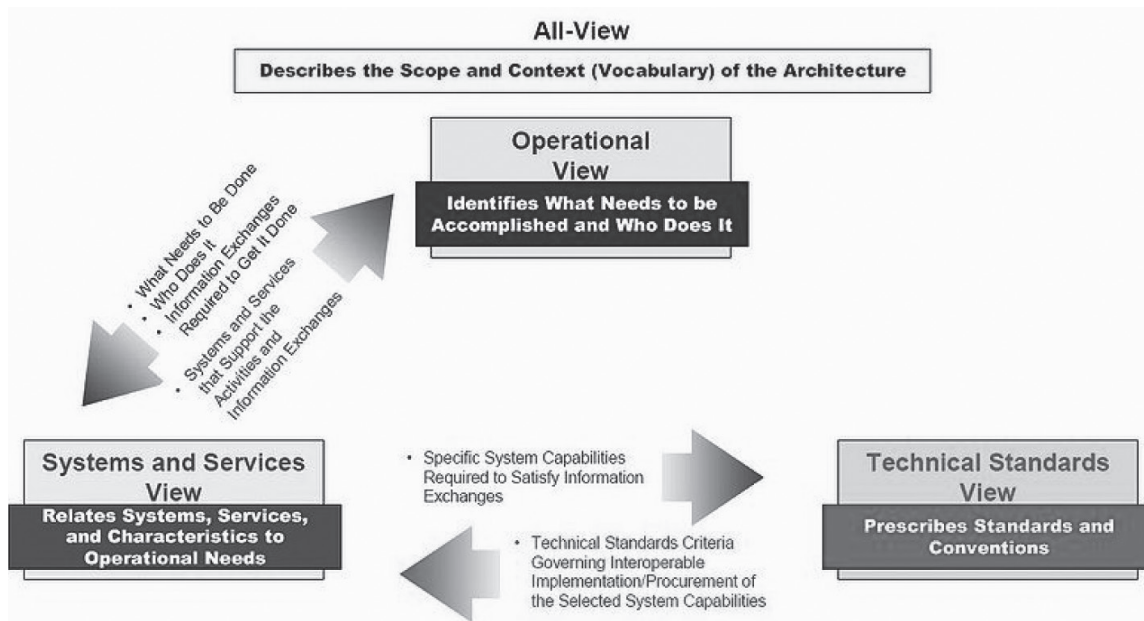 All-View
Describes the Scope and Context (Vocabulary) of the Architecture
Operational
View
Identifies What Needs to be
Accomplished and Who Does It
• What Needs to Be Done
• Who Does It
• Information Exchanges
Required to Get It Done
• Systems and Services
that Support the
Activities and
Information Exchanges
Systems and Services
View
Relates Systems, Services,
and Characteristics to
Operational Needs
• Specific System Capabilities
Required to Satisfy Information
Exchanges
• Technical Standards Criteria
Governing Interoperable
Implementation/Procurement of
the Selected System Capabilities
Technical Standards
View
Prescribes Standards and
Conventions